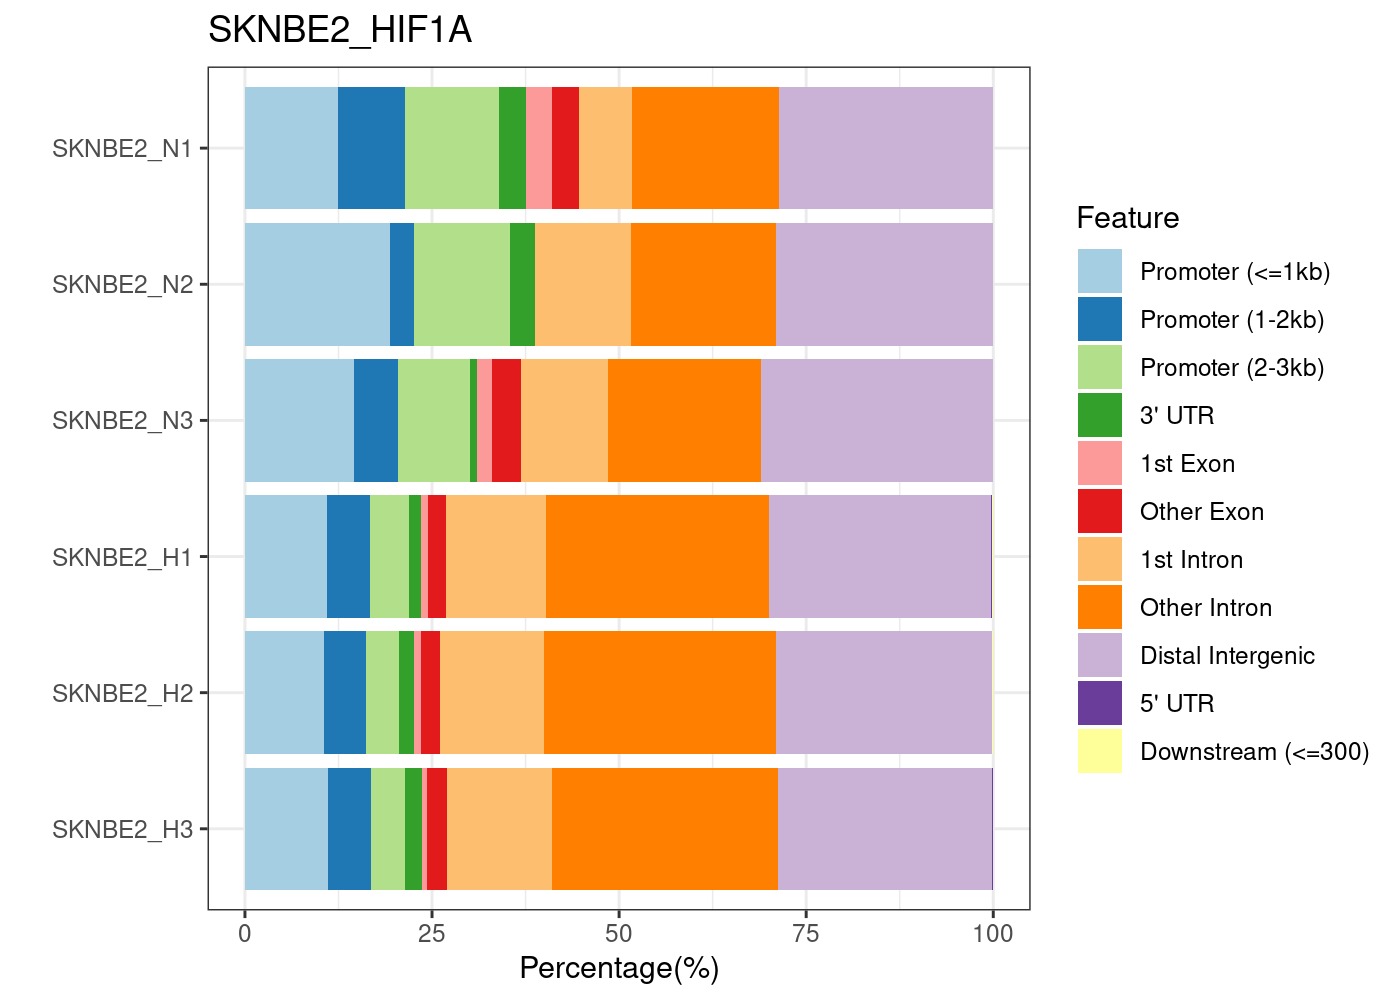 SKNBE2_HIF1A
SKNBE2_N1
SKNBE2_N2
SKNBE2_N3
SKNBE2_H1
SKNBE2_H2
SKNBE2_H3
0 25 50 75 100
Percentage(%)
Feature
Promoter (<=1kb)
Promoter (1-2kb)
Promoter (2-3kb)
3' UTR
1st Exon
Other Exon
1st Intron
Other Intron
Distal Intergenic
5' UTR
Downstream (<=300)